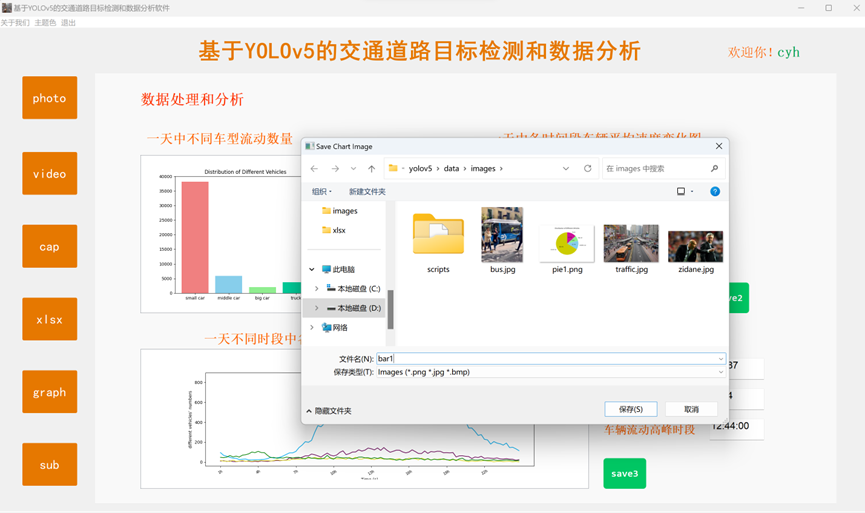 基于YOLOv5的交通道路目标检测和数据分析软件
关于我们 主题色 退出
基于YOLOv5的交通道路目标检测和数据分析
欢迎你！cyh
photo
video
cap
xlsx
graph
sub
数据处理和分析
一天中不同车型流动数量
一天中各时间段车辆平均速度变化图
Distribution of Different Vehicles
40000
35000
30000
25000
20000
15000
10000
5000
0
small car
middle car
big car
truck
Save Chart Image
yolov5 › data › images ›
在 images 中搜索
组织
新建文件夹
images
xlsx
此电脑
本地磁盘 (C:)
本地磁盘 (D:)
网络
scripts
bus.jpg
pie1.png
traffic.jpg
zidane.jpg
文件名(N): bar1
保存类型(T): Images (*.png *.jpg *.bmp)
隐藏文件夹
保存(S)
取消
ve2
一天不同时段中
different vehicles' numbers
800
600
400
200
0
37
4
车辆流动高峰时段
12:44:00
save3